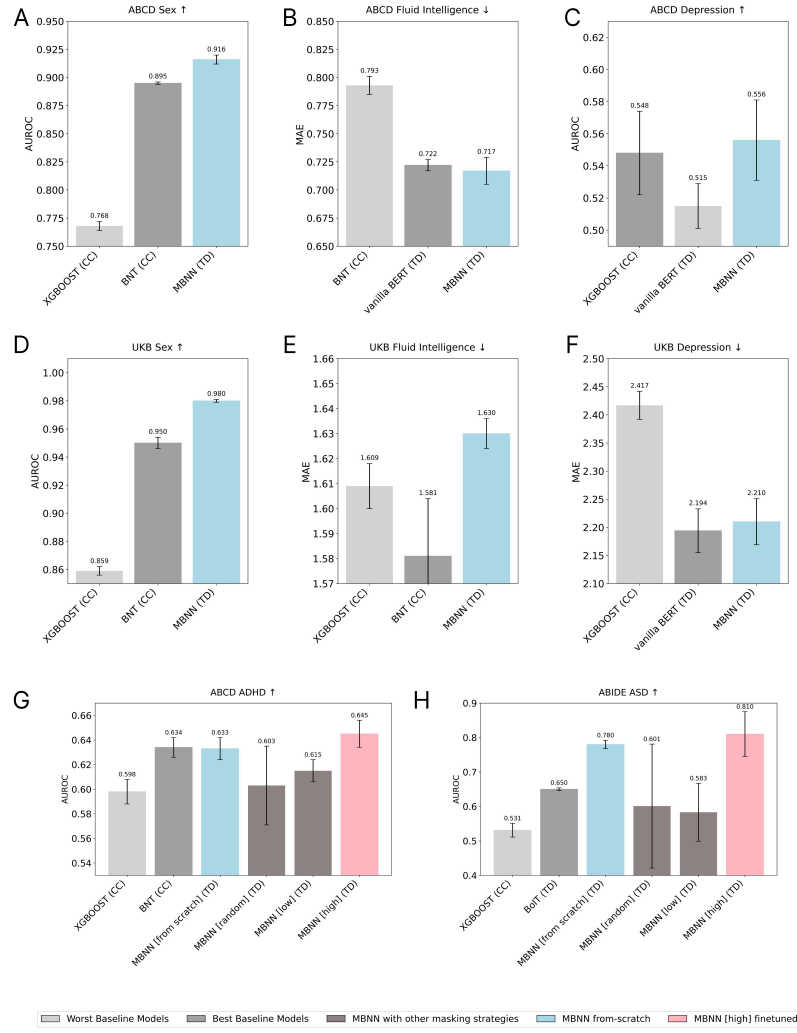 A
ABCD Sex ↑
0.950
0.925
0.900
0.875
0.850
0.825
0.800
0.775
0.750
AUROC
0.768
0.895
0.916
XGBOOST (CC)
BNT (CC)
MBNN (TD)
B
ABCD Fluid Intelligence ↓
0.850
0.825
0.800
0.775
0.750
0.725
0.700
0.675
0.650
MAE
0.793
0.722
0.717
BNT (CC)
vanilla BERT (TD)
MBNN (TD)
C
ABCD Depression ↑
0.62
0.60
0.58
0.56
0.54
0.52
0.50
AUROC
0.548
0.515
0.556
XGBOOST (CC)
vanilla BERT (TD)
MBNN (TD)
D
UKB Sex ↑
1.00
0.98
0.96
0.94
0.92
0.90
0.88
0.86
AUROC
0.859
0.950
0.980
XGBOOST (CC)
BNT (CC)
MBNN (TD)
E
UKB Fluid Intelligence ↓
1.66
1.65
1.64
1.63
1.62
1.61
1.60
1.59
1.58
1.57
MAE
1.609
1.581
1.630
XGBOOST (CC)
BNT (CC)
MBNN (TD)
F
UKB Depression ↓
2.50
2.45
2.40
2.35
2.30
2.25
2.20
2.15
2.10
MAE
2.417
2.194
2.210
XGBOOST (CC)
vanilla BERT (TD)
MBNN (TD)
G
ABCD ADHD ↑
0.66
0.64
0.62
0.60
0.58
0.56
0.54
AUROC
0.598
0.634
0.633
0.603
0.615
0.645
XGBOOST (CC)
BNT (CC)
MBNN [from scratch] (TD)
MBNN [random] (TD)
MBNN [low] (TD)
MBNN [high] (TD)
H
ABIDE ASD ↑
0.9
0.8
0.7
0.6
0.5
0.4
AUROC
0.531
0.650
0.780
0.601
0.583
0.810
XGBOOST (CC)
BolT (TD)
MBNN [from scratch] (TD)
MBNN [random] (TD)
MBNN [low] (TD)
MBNN [high] (TD)
Worst Baseline Models
Best Baseline Models
MBNN with other masking strategies
MBNN from-scratch
MBNN [high] finetuned